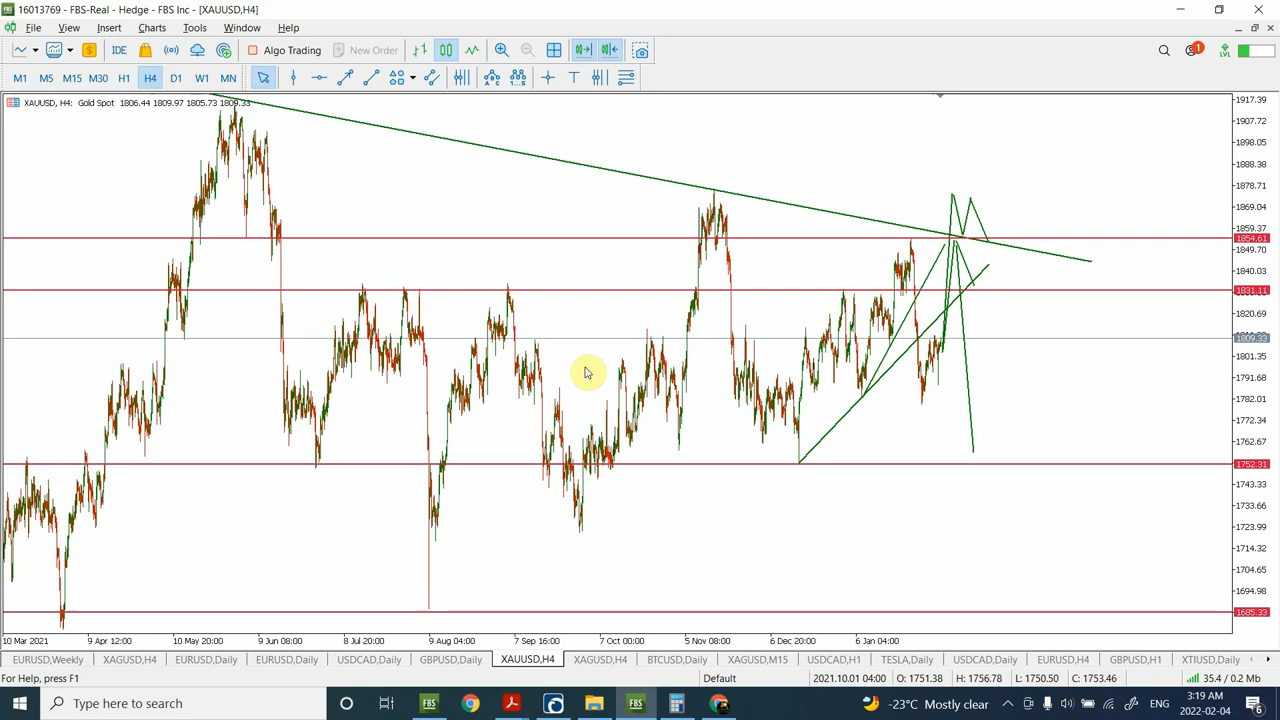 16013769 - FBS-Real - Hedge - FBS Inc - [XAUUSD,H4]
File View Insert Charts Tools Window Help
IDE Algo Trading New Order 1 LVL
M1 M5 M15 M30 H1 H4 D1 W1 MN
XAUUSD, H4: Gold Spot 1806.44 1809.97 1805.73 1809.33
1917.39
1907.72
1898.05
1888.38
1878.71
1869.04
1859.37
1854.61
1849.70
1840.03
1831.11
1820.69
1809.33
1801.35
1791.68
1782.01
1772.34
1762.67
1752.31
1743.33
1733.66
1723.99
1714.32
1704.65
1694.98
1685.33
10 Mar 2021 9 Apr 12:00 10 May 20:00 9 Jun 08:00 8 Jul 20:00 9 Aug 04:00 7 Sep 16:00 7 Oct 00:00 5 Nov 08:00 6 Dec 20:00 6 Jan 04:00
EURUSD,Weekly XAGUSD,H4 EURUSD,Daily EURUSD,Daily USDCAD,Daily GBPUSD,Daily XAUUSD,H4 XAGUSD,H4 BTCUSD,Daily XAGUSD,M15 USDCAD,H1 TESLA,Daily USDCAD,Daily EURUSD,H4 GBPUSD,H1 XTIUSD,Daily
For Help, press F1 Default 2021.10.01 04:00 O: 1751.38 H: 1756.78 L: 1750.50 C: 1753.46 35.4 / 0.2 Mb
Type here to search FBS FBS -23°C Mostly clear ENG 3:19 AM 2022-02-04 6